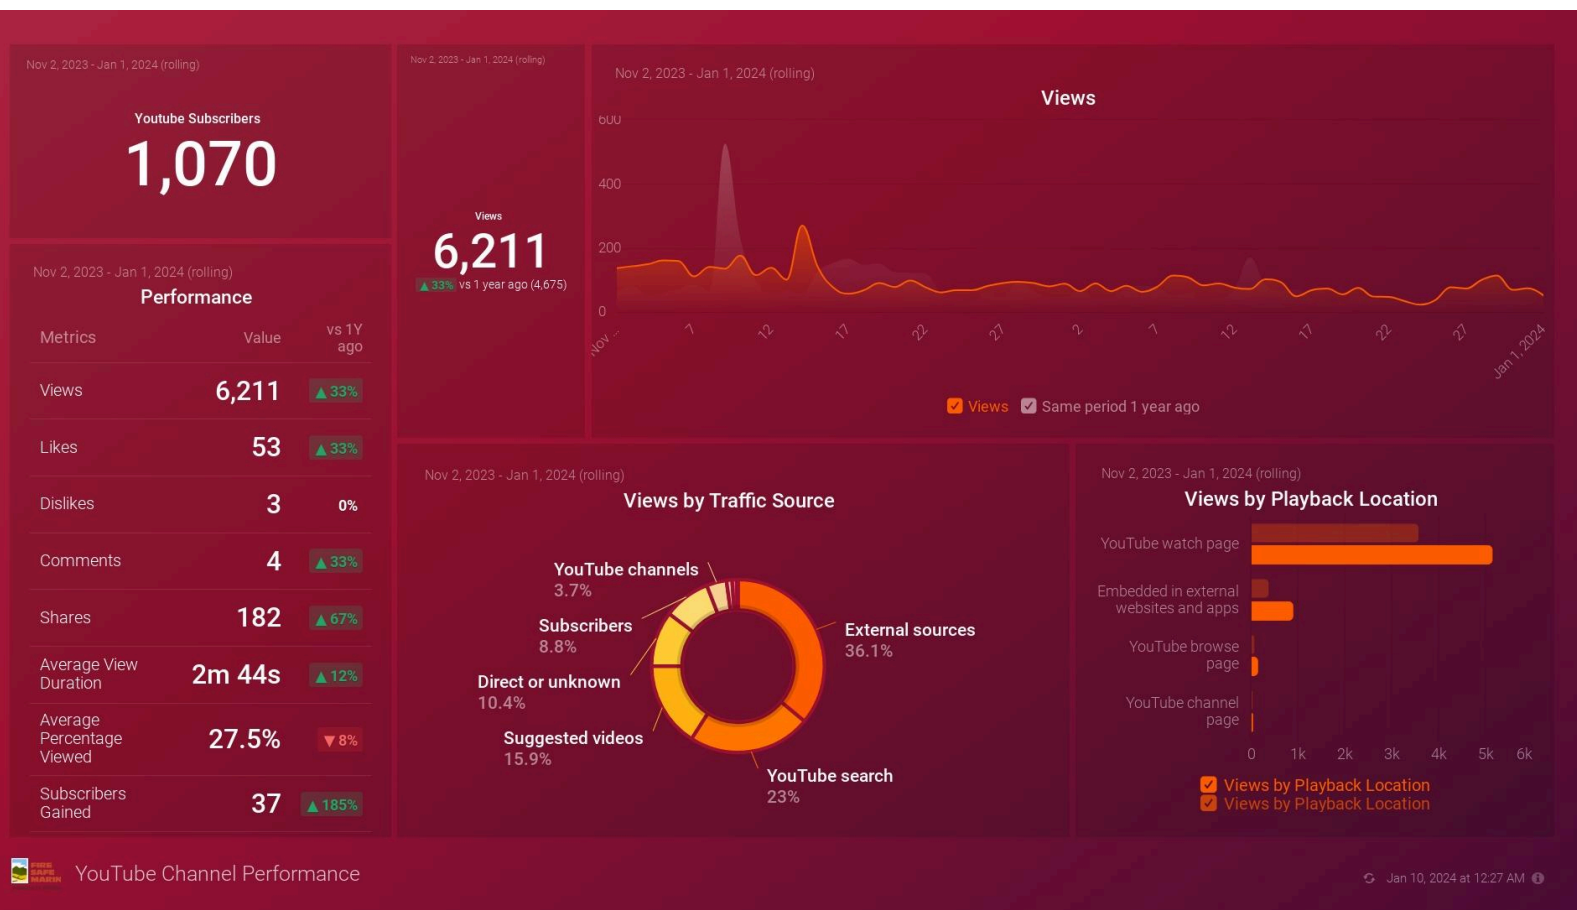 Nov 2, 2023 - Jan 1, 2024 (rolling)
Youtube Subscribers
1,070
Nov 2, 2023 - Jan 1, 2024 (rolling)
Views
6,211
▲ 33% vs 1 year ago (4,675)
Nov 2, 2023 - Jan 1, 2024 (rolling)
Views
600
400
200
0
Nov ... 7 12 17 22 27 2 7 12 17 22 27 Jan 1, 2024
Views Same period 1 year ago
Nov 2, 2023 - Jan 1, 2024 (rolling)
Performance
Metrics Value vs 1Y
ago
Views 6,211 ▲ 33%
Likes 53 ▲ 33%
Dislikes 3 0%
Comments 4 ▲ 33%
Shares 182 ▲ 67%
Average View
Duration 2m 44s ▲ 12%
Average
Percentage 27.5% ▼ 8%
Viewed
Subscribers
Gained 37 ▲ 185%
Nov 2, 2023 - Jan 1, 2024 (rolling)
Views by Traffic Source
YouTube channels
3.7%
Subscribers
8.8%
Direct or unknown
10.4%
Suggested videos
15.9%
External sources
36.1%
YouTube search
23%
Nov 2, 2023 - Jan 1, 2024 (rolling)
Views by Playback Location
YouTube watch page
Embedded in external
websites and apps
YouTube browse
page
YouTube channel
page
0 1k 2k 3k 4k 5k 6k
Views by Playback Location
Views by Playback Location
FIRE
SAFE
MARIN
YouTube Channel Performance
Jan 10, 2024 at 12:27 AM